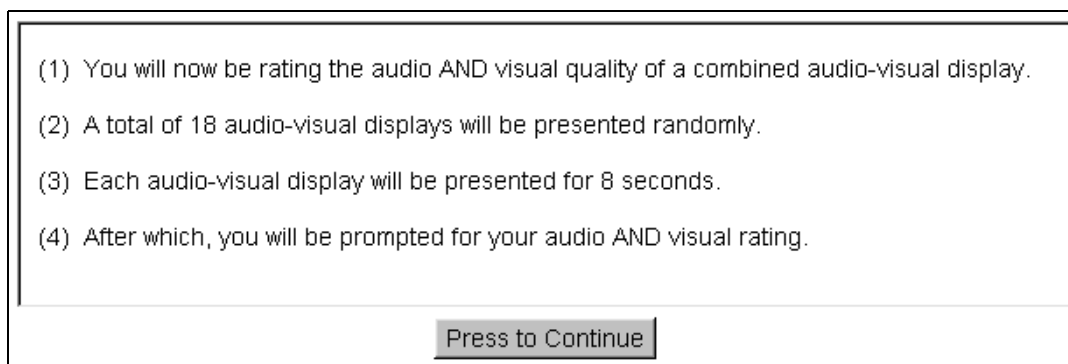 (1) You will now be rating the audio AND visual quality of a combined audio-visual display.
(2) A total of 18 audio-visual displays will be presented randomly.
(3) Each audio-visual display will be presented for 8 seconds.
(4) After which, you will be prompted for your audio AND visual rating.
Press to Continue